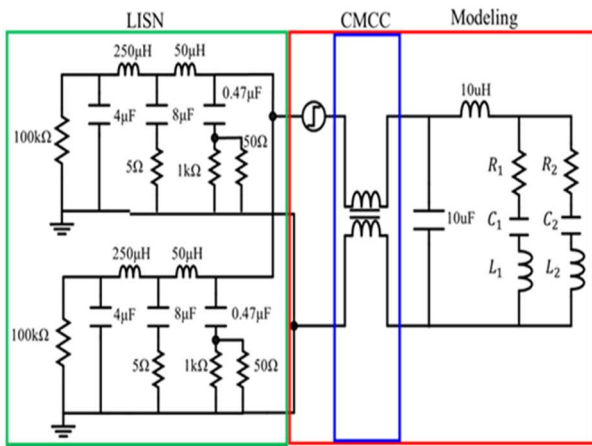 LISN
CMCC
Modeling
250μH
50μH
0.47μF
4μF
8μF
100kΩ
5Ω
1kΩ
50Ω
10uH
R₁
R₂
10uF
C₁
C₂
L₁
L₂
250μH
50μH
4μF
8μF
0.47μF
100kΩ
5Ω
1kΩ
50Ω